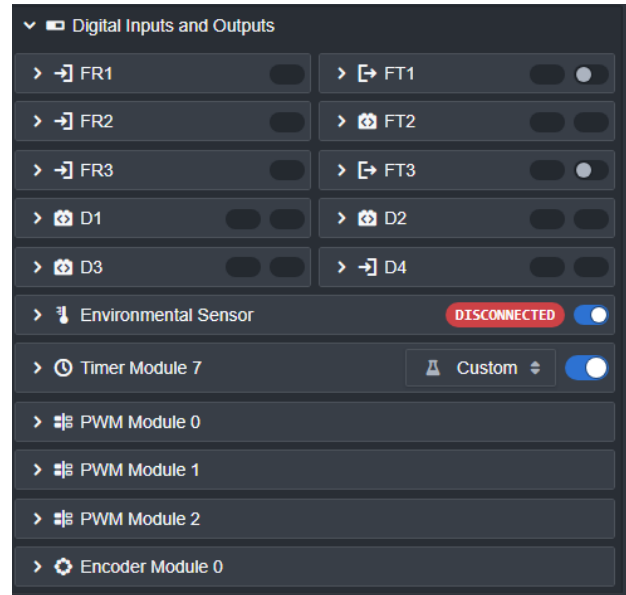 Digital Inputs and Outputs
FR1 FT1
FR2 FT2
FR3 FT3
D1 D2
D3 D4
Environmental Sensor DISCONNECTED
Timer Module 7 Custom
PWM Module 0
PWM Module 1
PWM Module 2
Encoder Module 0